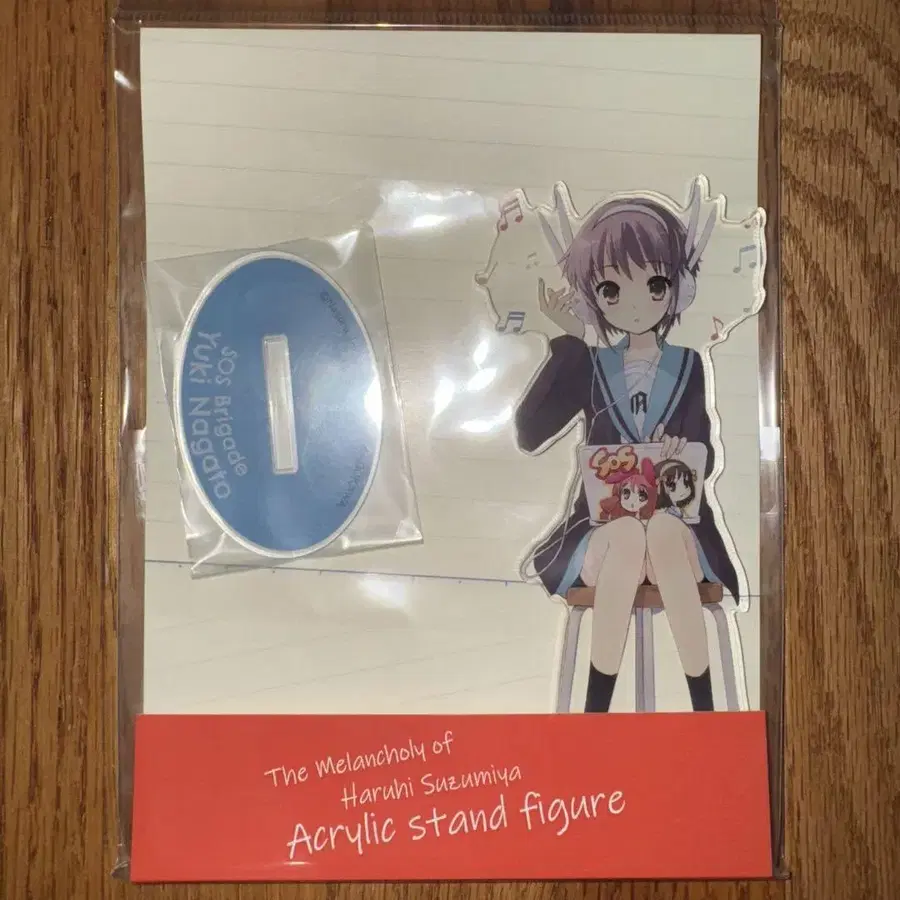 SOS Brigade
Yuki Nagato
SOS
The Melancholy of
Haruhi Suzumiya
Acrylic stand figure